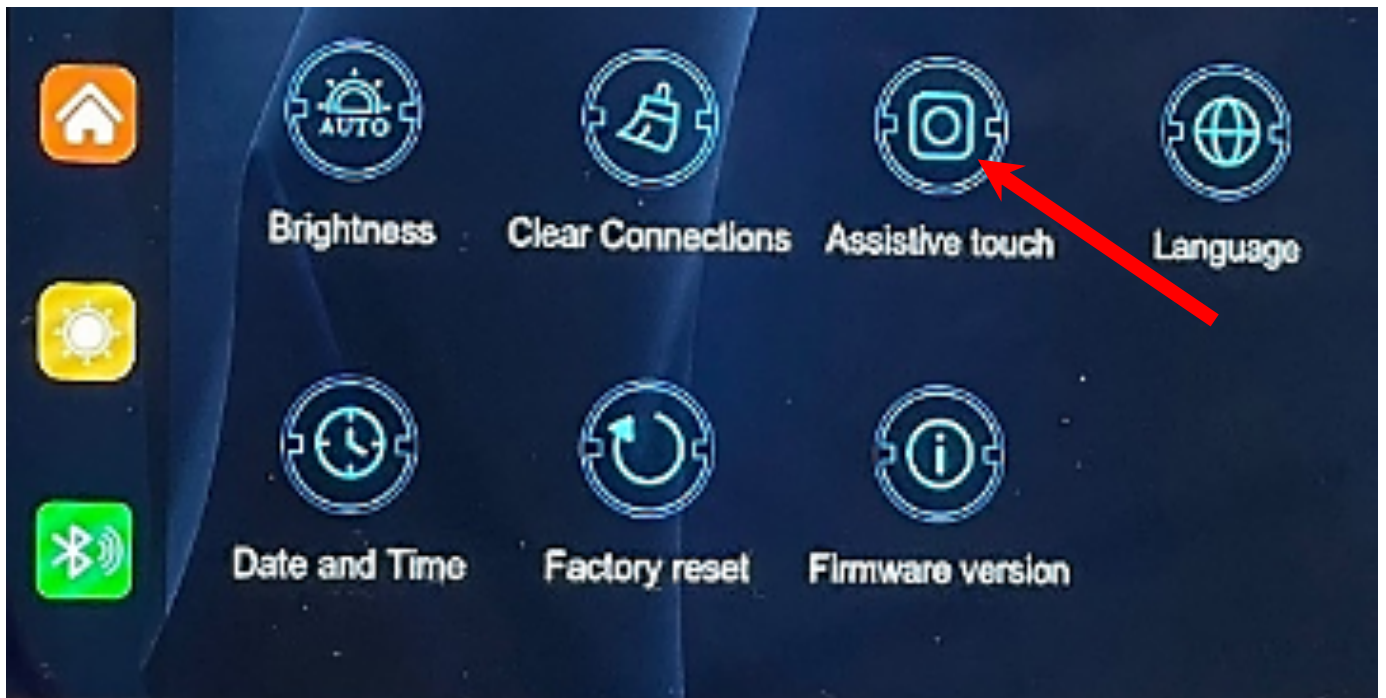 AUTO
Brightness
Clear Connections
Assistive touch
Language
Date and Time
Factory reset
Firmware version